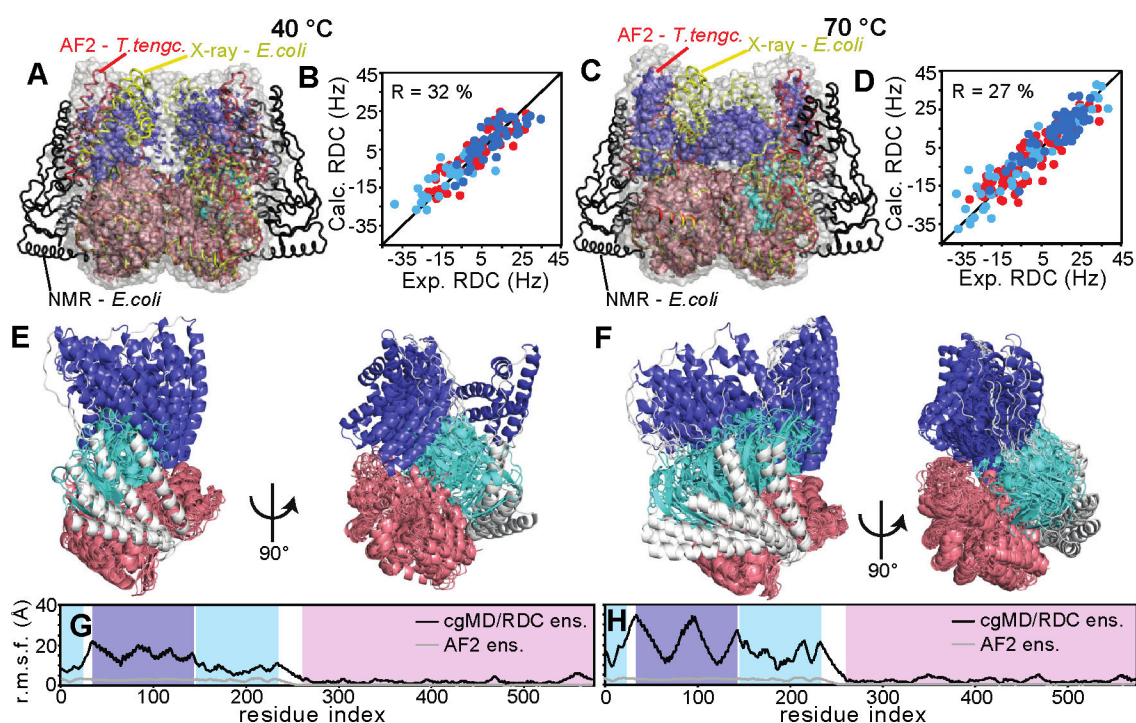 40 °C
AF2 - T.tengc.
X-ray - E.coli
A
NMR - E.coli
B
R = 32 %
45
25
5
-15
-35
Calc. RDC (Hz)
-35 -15 5 25 45
Exp. RDC (Hz)
70 °C
AF2 - T.tengc.
X-ray - E.coli
C
NMR - E.coli
D
R = 27 %
45
25
5
-15
-35
Calc. RDC (Hz)
-35 -15 5 25 45
Exp. RDC (Hz)
E
90°
F
90°
G
cgMD/RDC ens.
AF2 ens.
40
20
0
r.m.s.f. (Å)
0 100 200 300 400 500
residue index
H
cgMD/RDC ens.
AF2 ens.
0 100 200 300 400 500
residue index